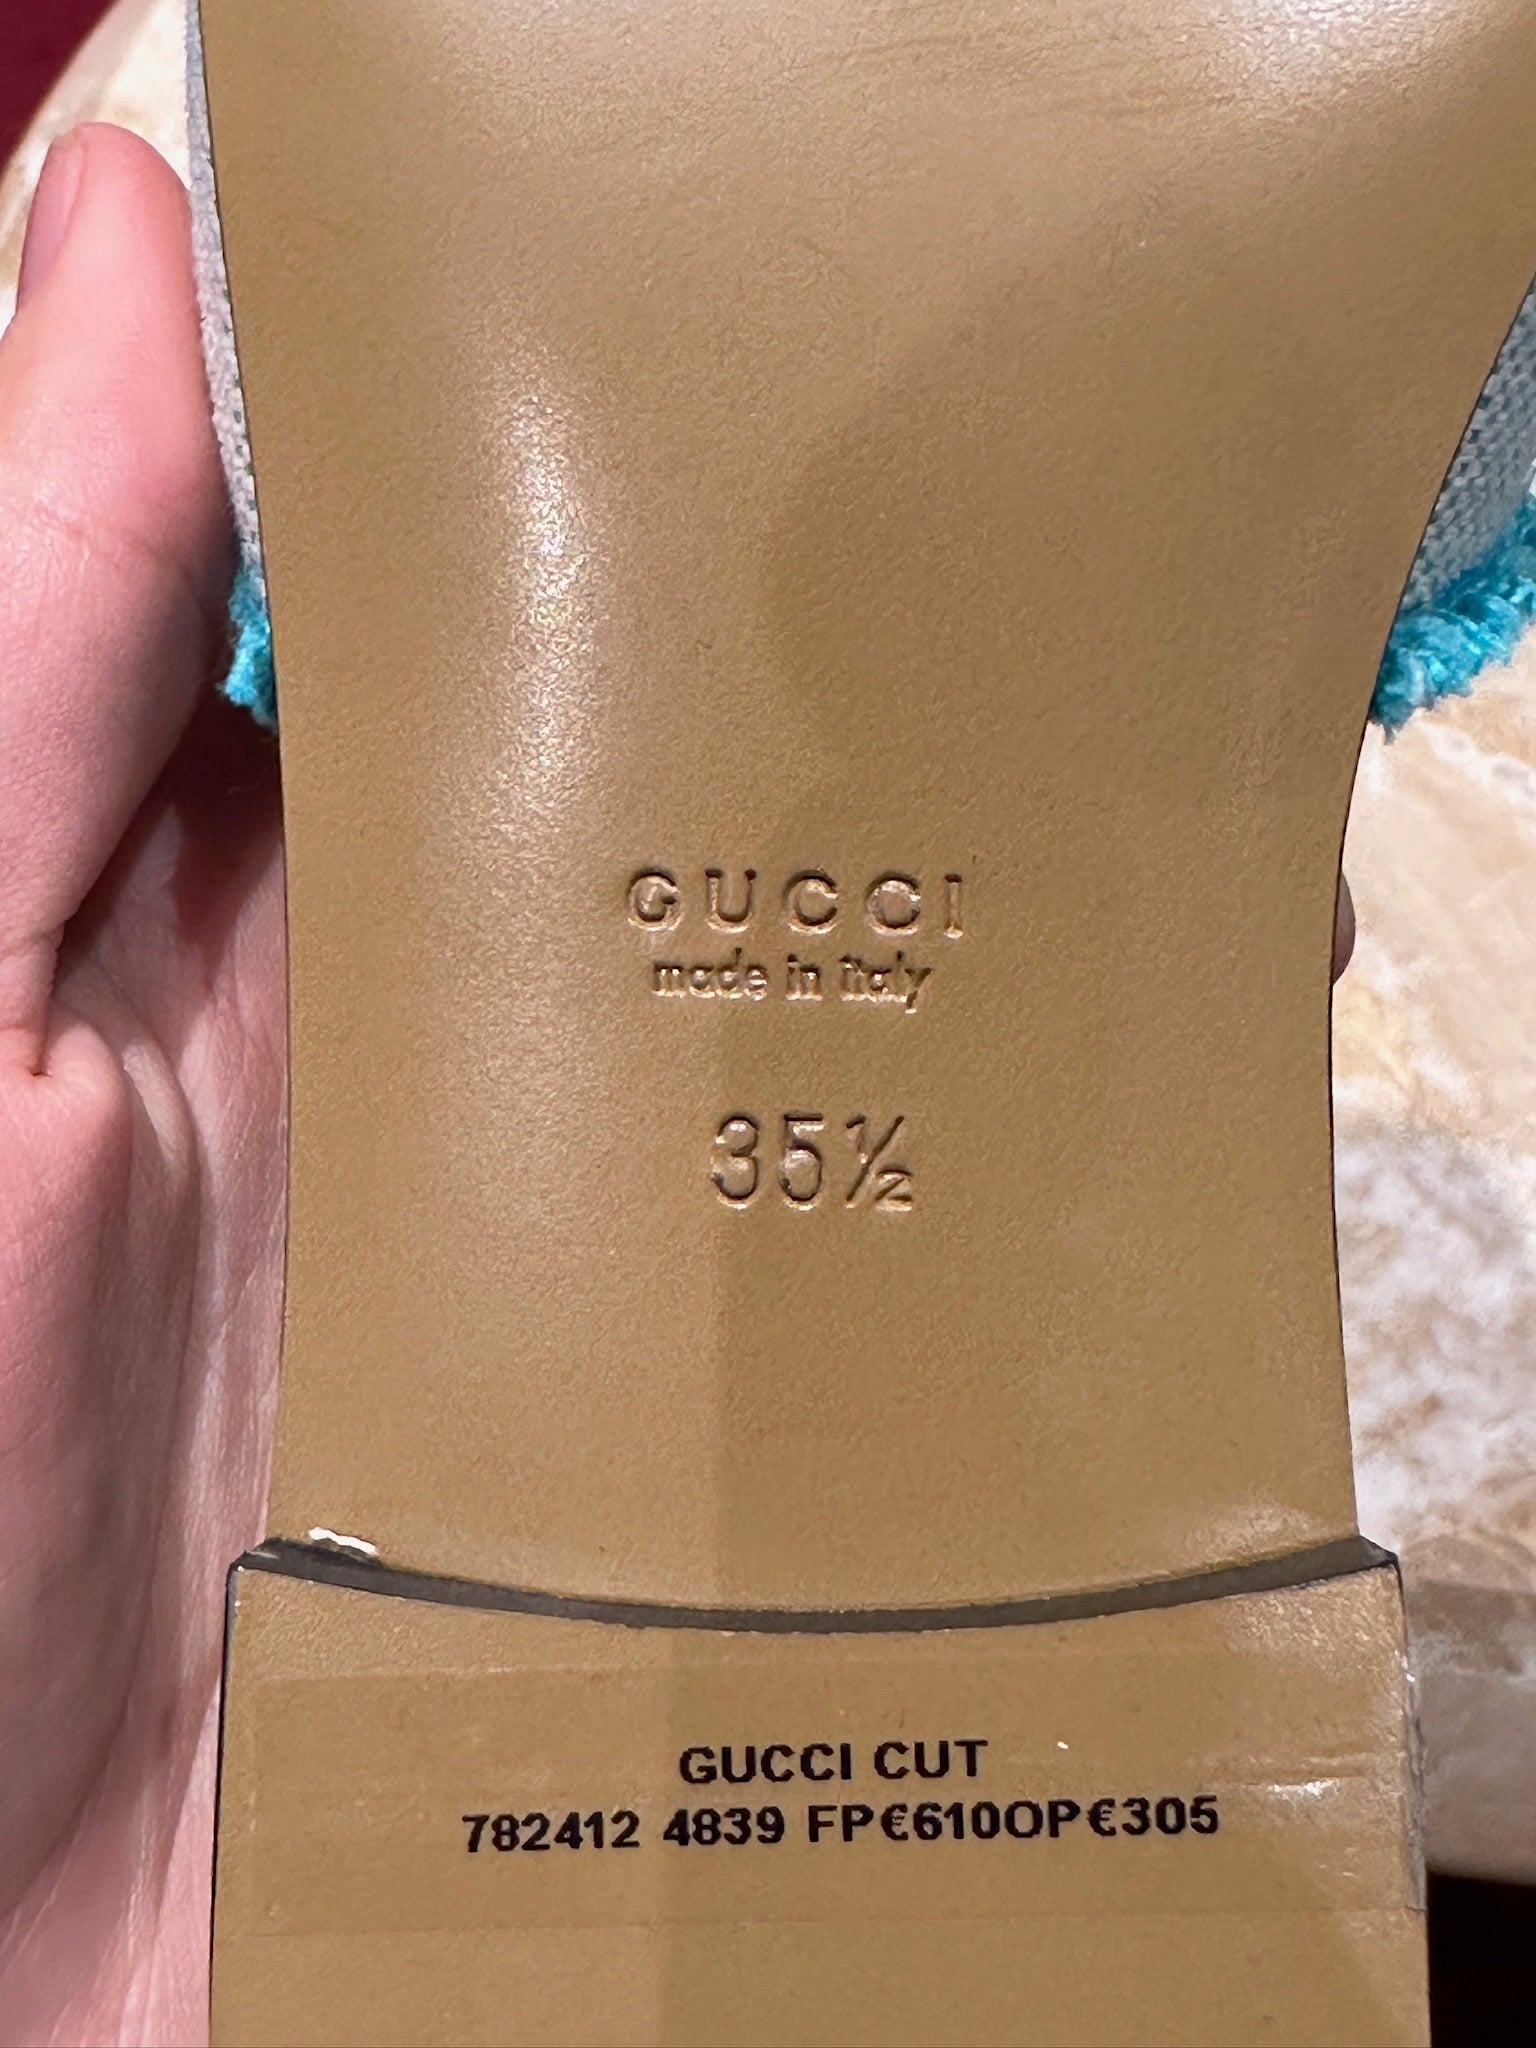 GUCCI
made in italy
35½
GUCCI CUT
782412 4839 FP€610OP€305